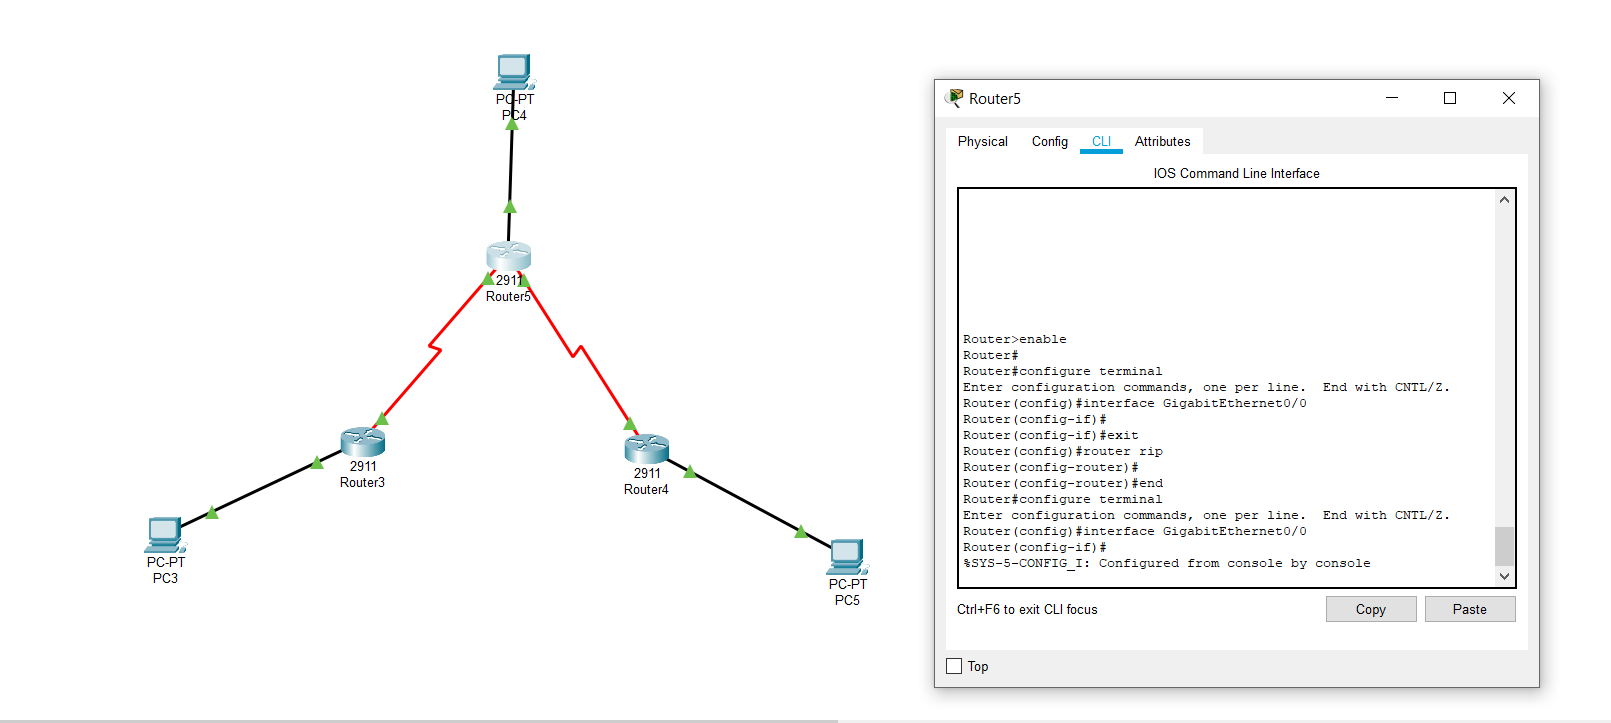 PC-PT
PC4
2911
Router5
2911
Router3
2911
Router4
PC-PT
PC3
PC-PT
PC5
Router5
Physical Config CLI Attributes
IOS Command Line Interface
Router>enable
Router#
Router#configure terminal
Enter configuration commands, one per line.  End with CNTL/Z.
Router(config)#interface GigabitEthernet0/0
Router(config-if)#
Router(config-if)#exit
Router(config)#router rip
Router(config-router)#
Router(config-router)#end
Router#configure terminal
Enter configuration commands, one per line.  End with CNTL/Z.
Router(config)#interface GigabitEthernet0/0
Router(config-if)#
%SYS-5-CONFIG_I: Configured from console by console
Ctrl+F6 to exit CLI focus
Copy Paste
Top